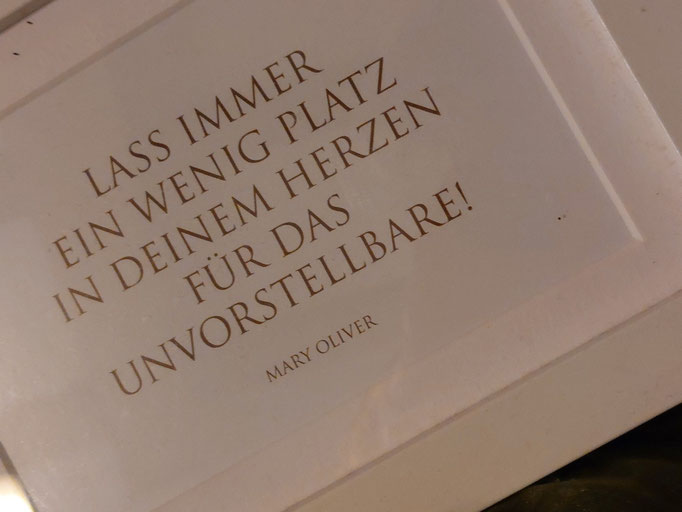 LASS IMMER
EIN WENIG PLATZ
IN DEINEM HERZEN
FÜR DAS
UNVORSTELLBARE!
MARY OLIVER